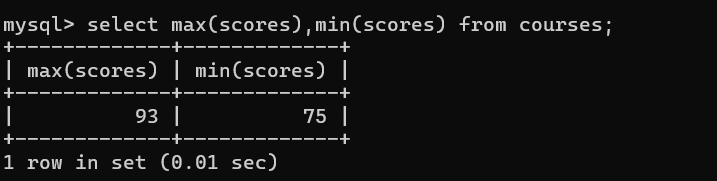 mysql> select max(scores),min(scores) from courses;
+-------------+-------------+
| max(scores) | min(scores) |
+-------------+-------------+
|          93 |          75 |
+-------------+-------------+
1 row in set (0.01 sec)